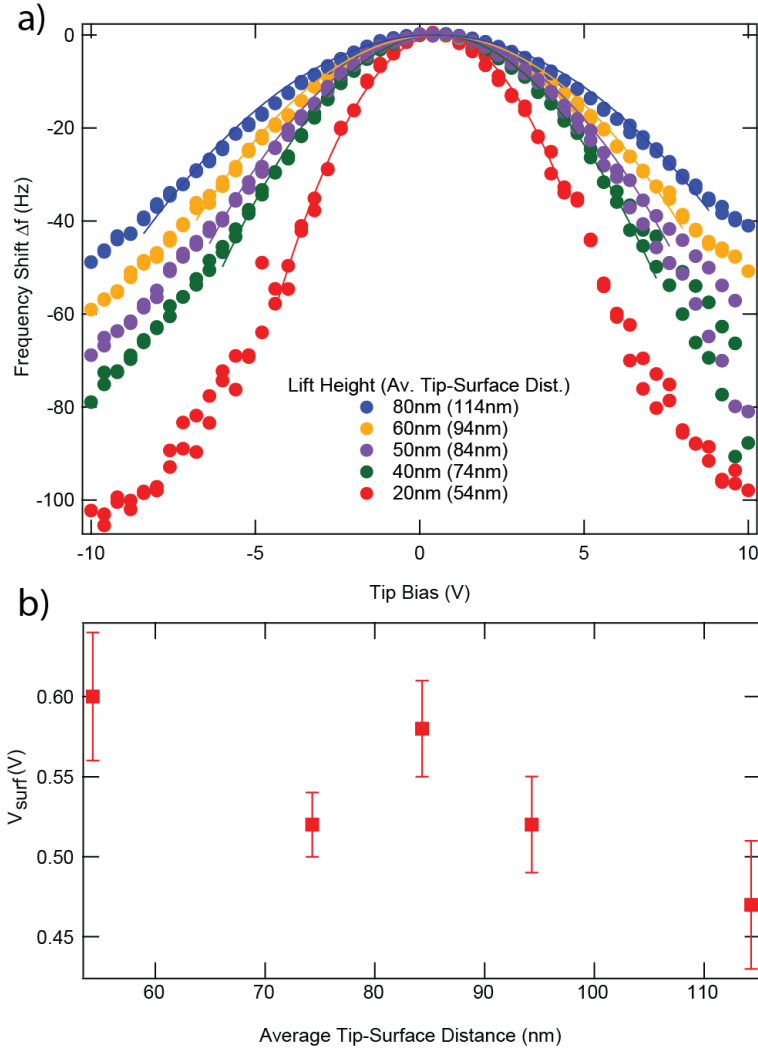 a)
0
-20
-40
-60
-80
-100
Frequency Shift Δf (Hz)
Lift Height (Av. Tip-Surface Dist.)
80nm (114nm)
60nm (94nm)
50nm (84nm)
40nm (74nm)
20nm (54nm)
-10
-5
0
5
10
Tip Bias (V)
b)
0.60
0.55
0.50
0.45
Vsurf(V)
60
70
80
90
100
110
Average Tip-Surface Distance (nm)